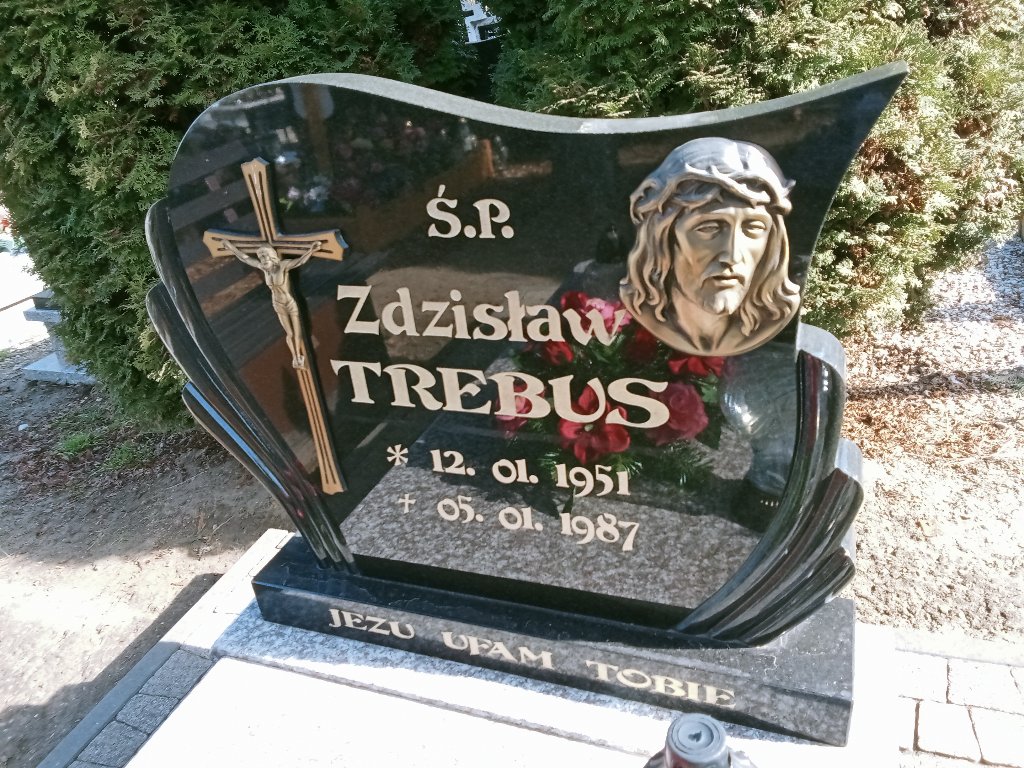 Ś.P.
Zdzisław
TREBUS
* 12. 01. 1951
† 05. 01. 1987
JEZU UFAM TOBIE